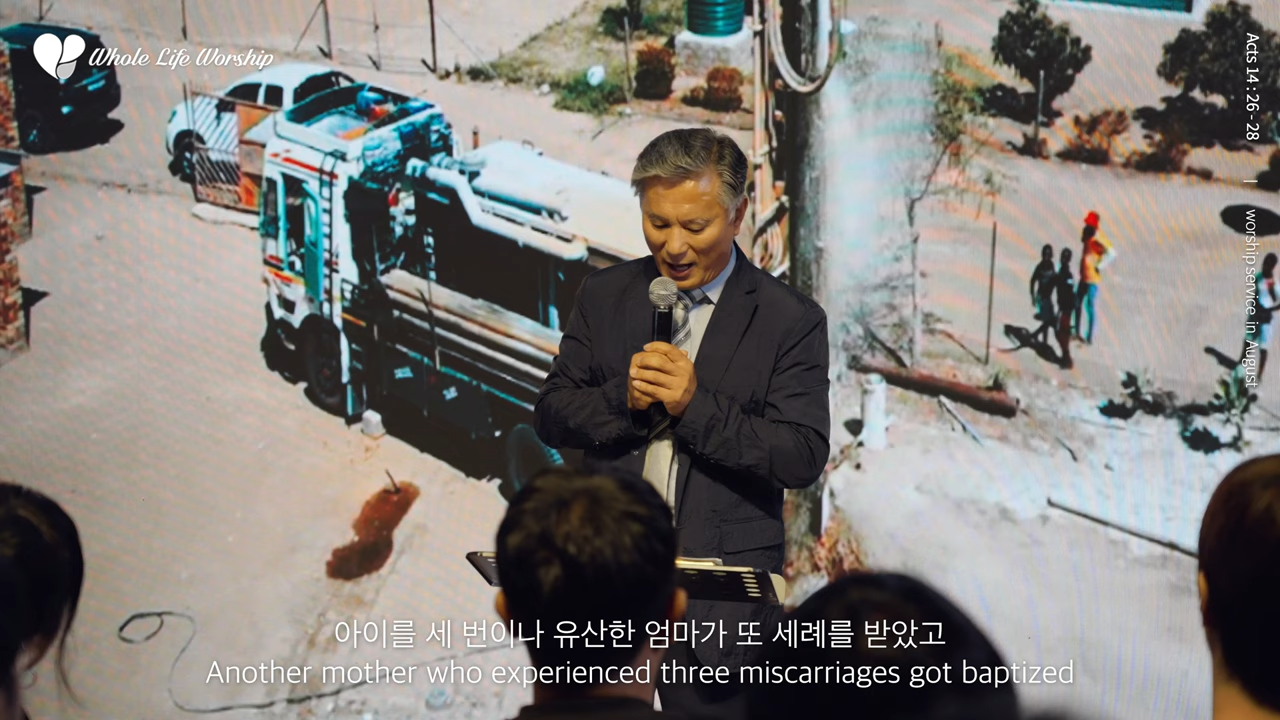 Whole Life Worship
Acts 14 : 26 - 28 | worship service in August
아이를 세 번이나 유산한 엄마가 또 세례를 받았고
Another mother who experienced three miscarriages got baptized